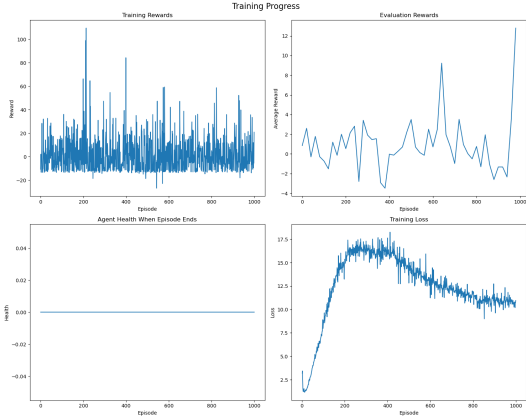 Training Progress
Training Rewards
Reward
100
80
60
40
20
0
−20
0 200 400 600 800 1000
Episode
Evaluation Rewards
Average Reward
12
10
8
6
4
2
0
−2
−4
0 200 400 600 800 1000
Episode
Agent Health When Episode Ends
Health
0.04
0.02
0.00
−0.02
−0.04
0 200 400 600 800 1000
Episode
Training Loss
Loss
17.5
15.0
12.5
10.0
7.5
5.0
2.5
0 200 400 600 800 1000
Episode